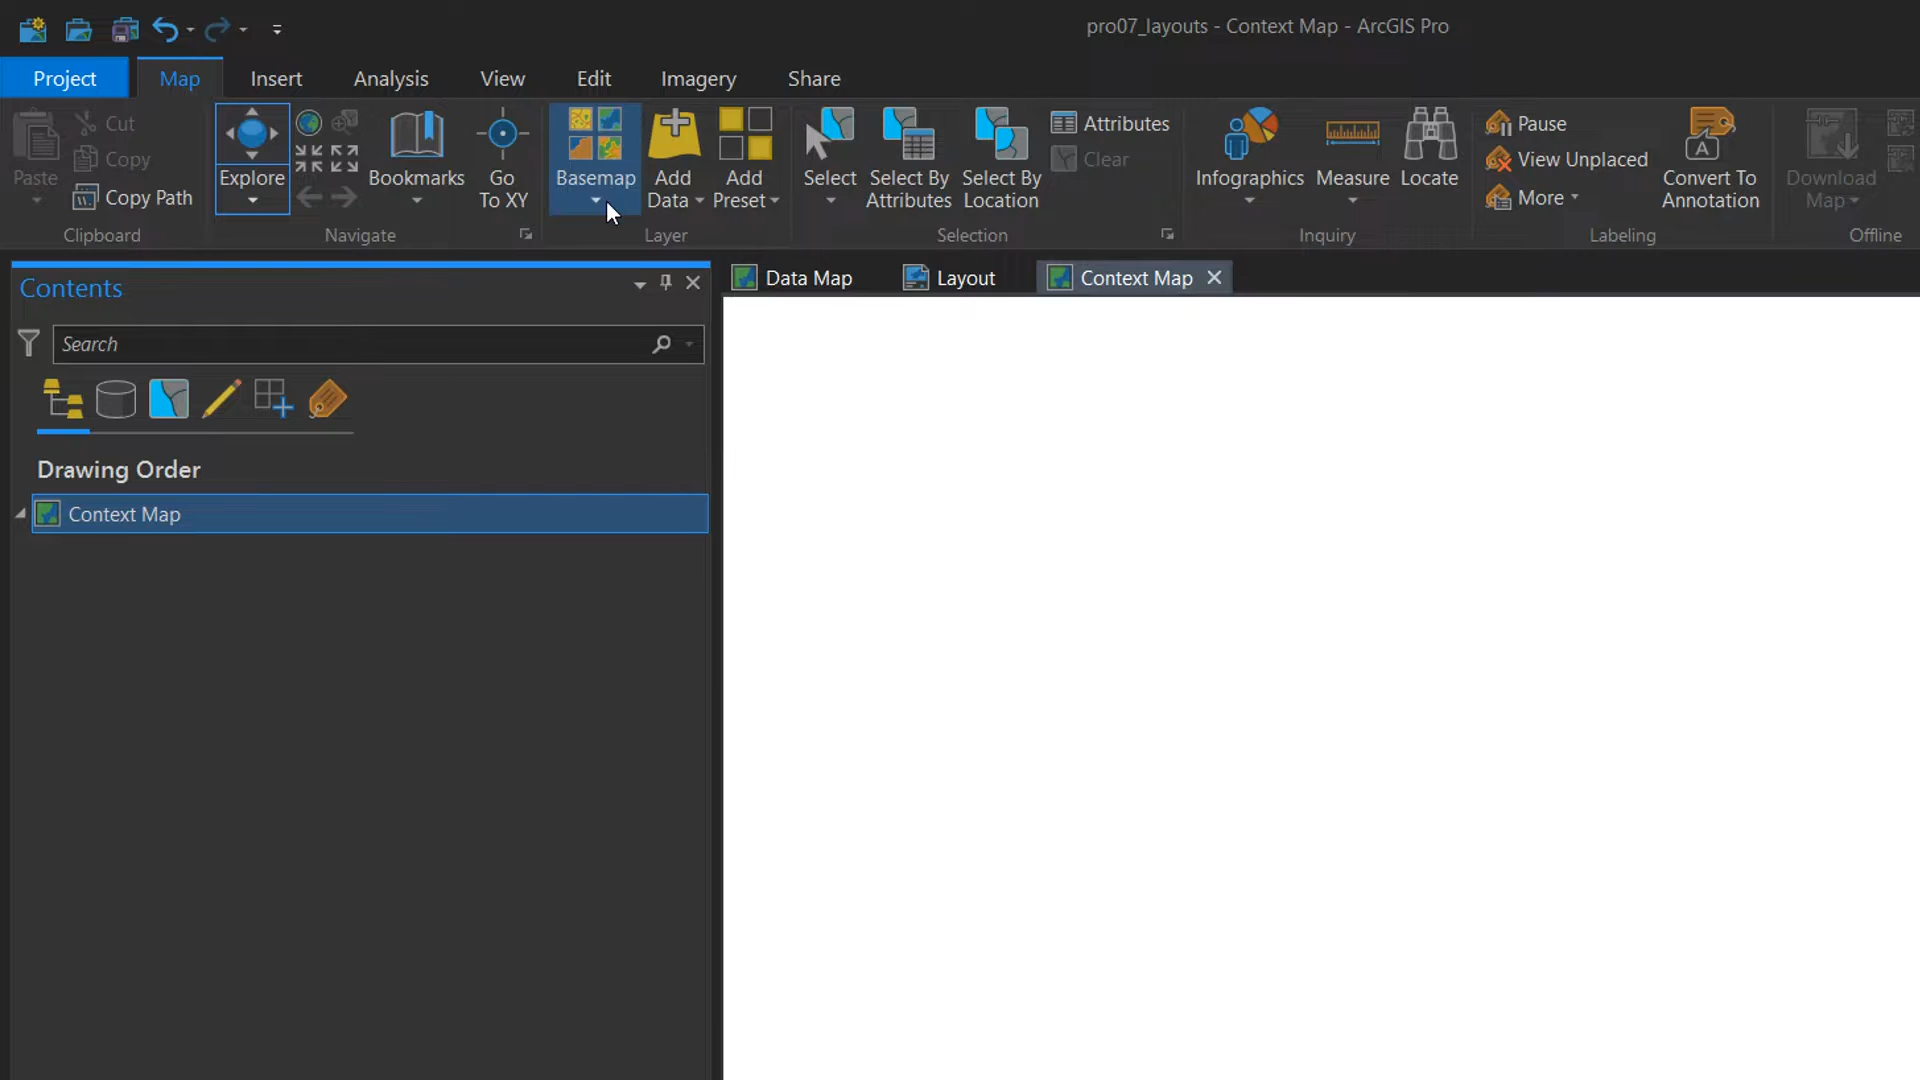 pro07_layouts - Context Map - ArcGIS Pro
Project Map Insert Analysis View Edit Imagery Share
Paste
Cut
Copy
Copy Path
Clipboard
Explore
Bookmarks
Go
To XY
Navigate
Basemap
Add
Data
Add
Preset
Layer
Select
Select By
Attributes
Select By
Location
Attributes
Clear
Selection
Infographics
Measure
Locate
Inquiry
Pause
View Unplaced
More
Convert To
Annotation
A
Labeling
Download
Map
Offline
Contents
Search
Drawing Order
Context Map
Data Map
Layout
Context Map